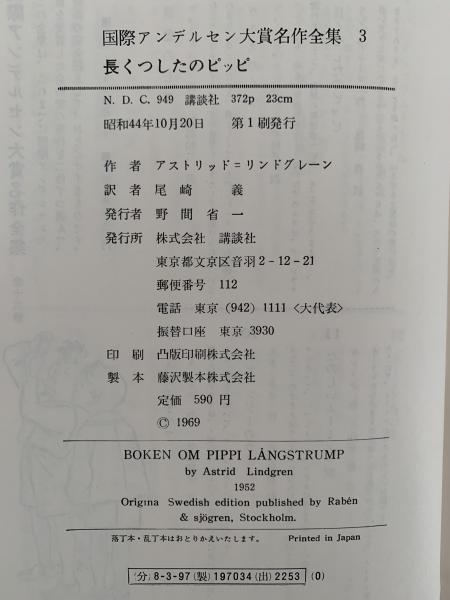 国際アンデルセン大賞名作全集 3
長くつしたのピッピ
N. D. C. 949 講談社 372p 23cm
昭和44年10月20日 第1刷発行
作者 アストリッド=リンドグレーン
訳者 尾崎 義
発行者 野間省一
発行所 株式会社 講談社
東京都文京区音羽2-12-21
郵便番号 112
電話 東京 (942) 1111 〈大代表〉
振替口座 東京 3930
印刷 凸版印刷株式会社
製本 藤沢製本株式会社
定価 590 円
© 1969
BOKEN OM PIPPI LÅNGSTRUMP
by Astrid Lindgren
1952
Origina Swedish edition published by Rabén
& sjögren, Stockholm.
落丁本・乱丁本はおとりかえいたします。 Printed in Japan
(分) 8-3-97 (製) 197034 (出) 2253 (0)